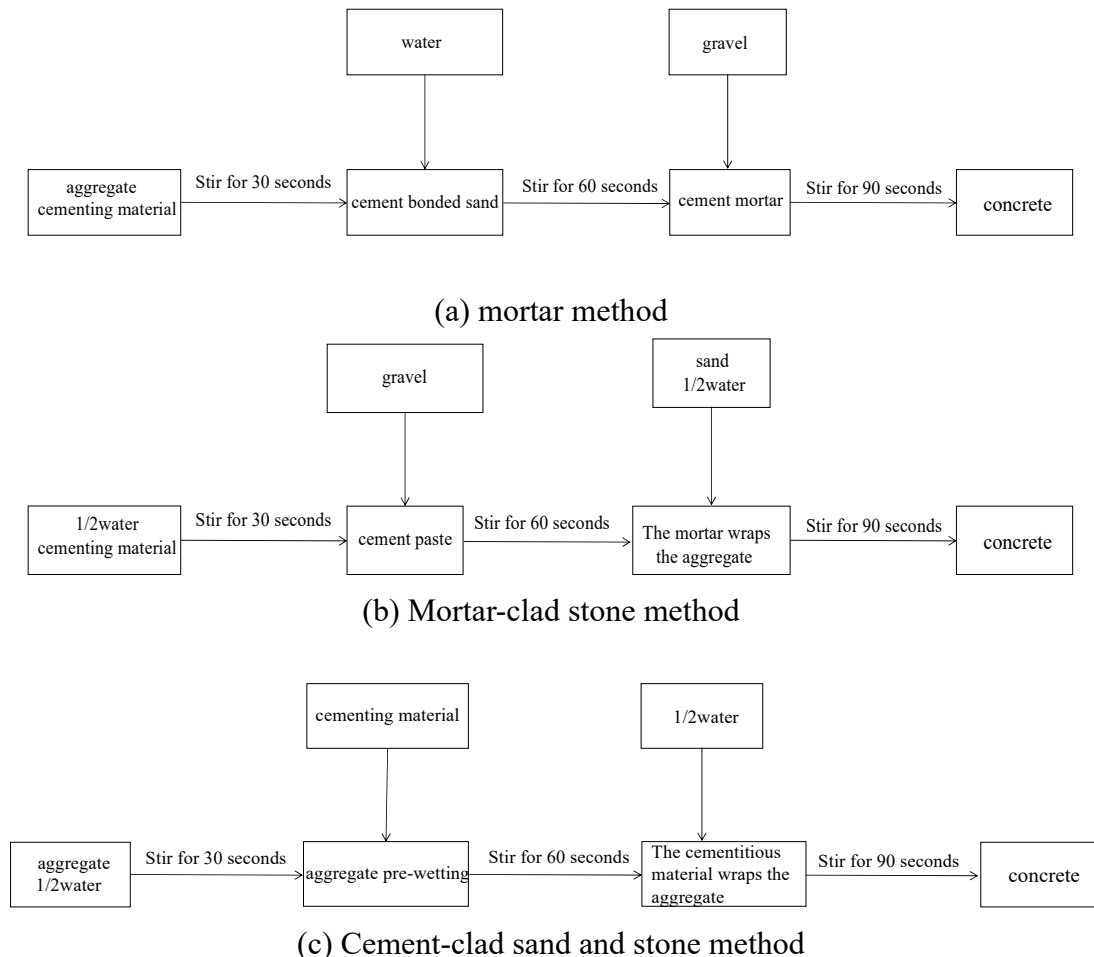 water
gravel
aggregate
cementing material
Stir for 30 seconds
cement bonded sand
Stir for 60 seconds
cement mortar
Stir for 90 seconds
concrete
(a) mortar method
gravel
sand
1/2water
1/2water
cementing material
Stir for 30 seconds
cement paste
Stir for 60 seconds
The mortar wraps
the aggregate
Stir for 90 seconds
concrete
(b) Mortar-clad stone method
cementing material
1/2water
aggregate
1/2water
Stir for 30 seconds
aggregate pre-wetting
Stir for 60 seconds
The cementitious
material wraps the
aggregate
Stir for 90 seconds
concrete
(c) Cement-clad sand and stone method